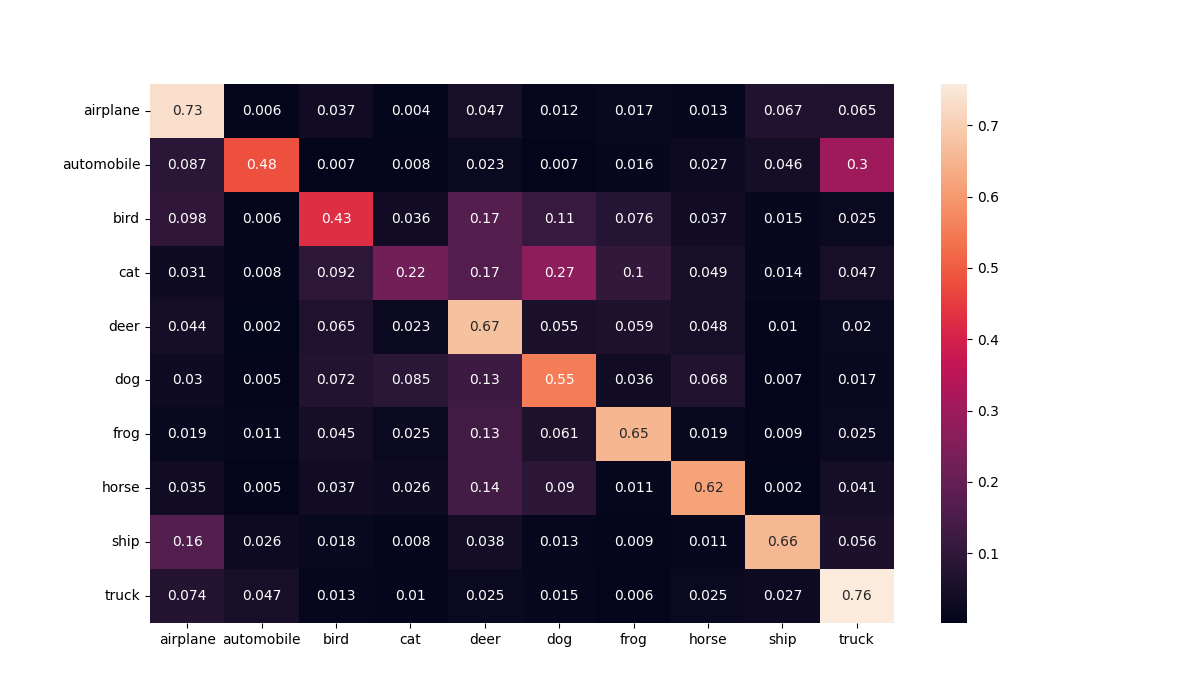 airplane 0.73 0.006 0.037 0.004 0.047 0.012 0.017 0.013 0.067 0.065
automobile 0.087 0.48 0.007 0.008 0.023 0.007 0.016 0.027 0.046 0.3
bird 0.098 0.006 0.43 0.036 0.17 0.11 0.076 0.037 0.015 0.025
cat 0.031 0.008 0.092 0.22 0.17 0.27 0.1 0.049 0.014 0.047
deer 0.044 0.002 0.065 0.023 0.67 0.055 0.059 0.048 0.01 0.02
dog 0.03 0.005 0.072 0.085 0.13 0.55 0.036 0.068 0.007 0.017
frog 0.019 0.011 0.045 0.025 0.13 0.061 0.65 0.019 0.009 0.025
horse 0.035 0.005 0.037 0.026 0.14 0.09 0.011 0.62 0.002 0.041
ship 0.16 0.026 0.018 0.008 0.038 0.013 0.009 0.011 0.66 0.056
truck 0.074 0.047 0.013 0.01 0.025 0.015 0.006 0.025 0.027 0.76
airplane automobile bird cat deer dog frog horse ship truck
0.7
0.6
0.5
0.4
0.3
0.2
0.1